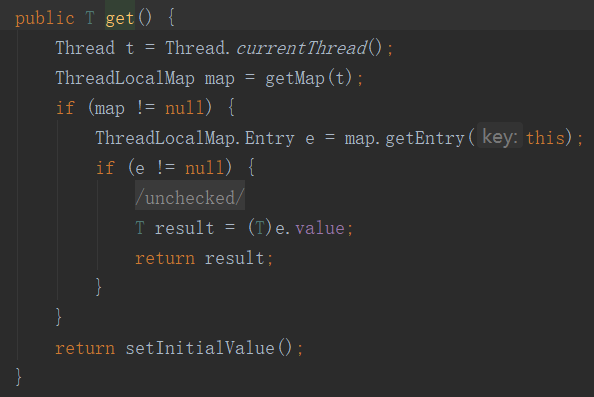 public T get() {
Thread t = Thread.currentThread();
ThreadLocalMap map = getMap(t);
if (map != null) {
ThreadLocalMap.Entry e = map.getEntry( key: this);
if (e != null) {
/unchecked/
T result = (T)e.value;
return result;
}
}
return setInitialValue();
}